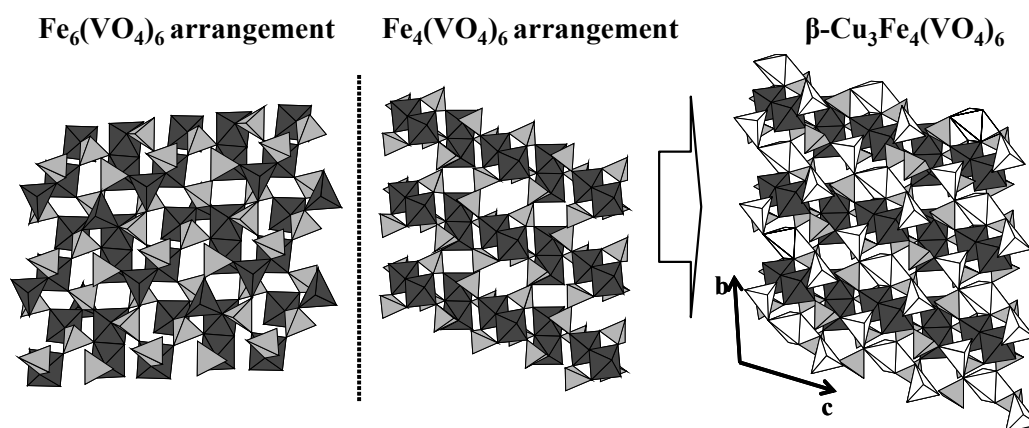 Fe₆(VO₄)₆ arrangement
Fe₄(VO₄)₆ arrangement
β-Cu₃Fe₄(VO₄)₆
b
c